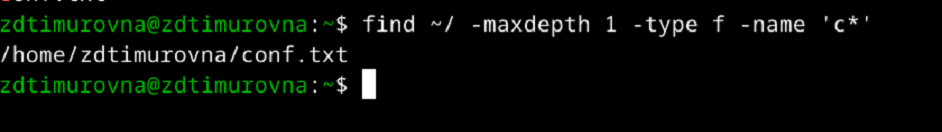 zdtimurovna@zdtimurovna:~$ find ~/ -maxdepth 1 -type f -name 'c*'
/home/zdtimurovna/conf.txt
zdtimurovna@zdtimurovna:~$